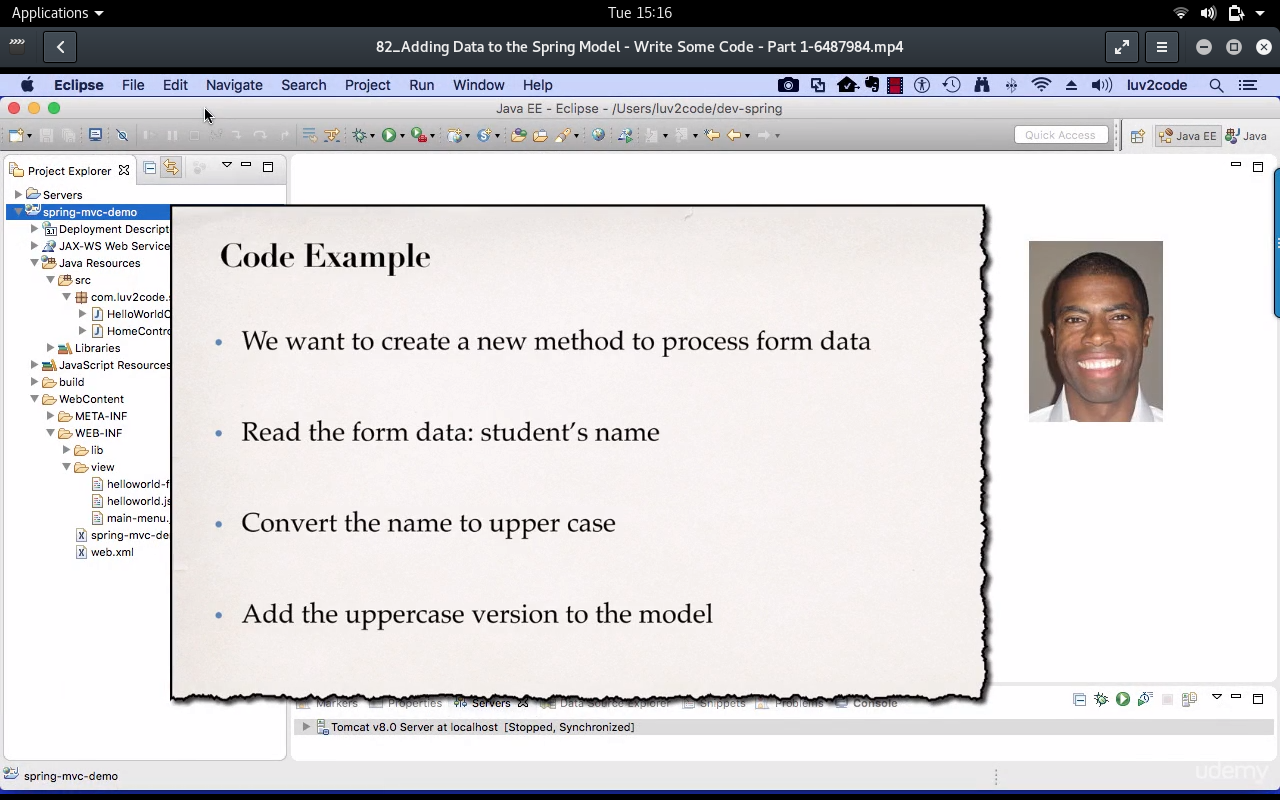 Applications
Tue 15:16
82_Adding Data to the Spring Model - Write Some Code - Part 1-6487984.mp4
Eclipse File Edit Navigate Search Project Run Window Help
luv2code
Java EE - Eclipse - /Users/luv2code/dev-spring
Quick Access
Java EE
Java
Project Explorer
Servers
spring-mvc-demo
Deployment Descript
JAX-WS Web Service
Java Resources
src
com.luv2code.s
HelloWorldC
HomeContro
Libraries
JavaScript Resources
build
WebContent
META-INF
WEB-INF
lib
view
helloworld-f
helloworld.js
main-menu.
spring-mvc-de
web.xml
Code Example
• We want to create a new method to process form data
• Read the form data: student’s name
• Convert the name to upper case
• Add the uppercase version to the model
Markers Properties Servers Data Source Explorer Snippets Problems Console
Tomcat v8.0 Server at localhost [Stopped, Synchronized]
spring-mvc-demo
udemy